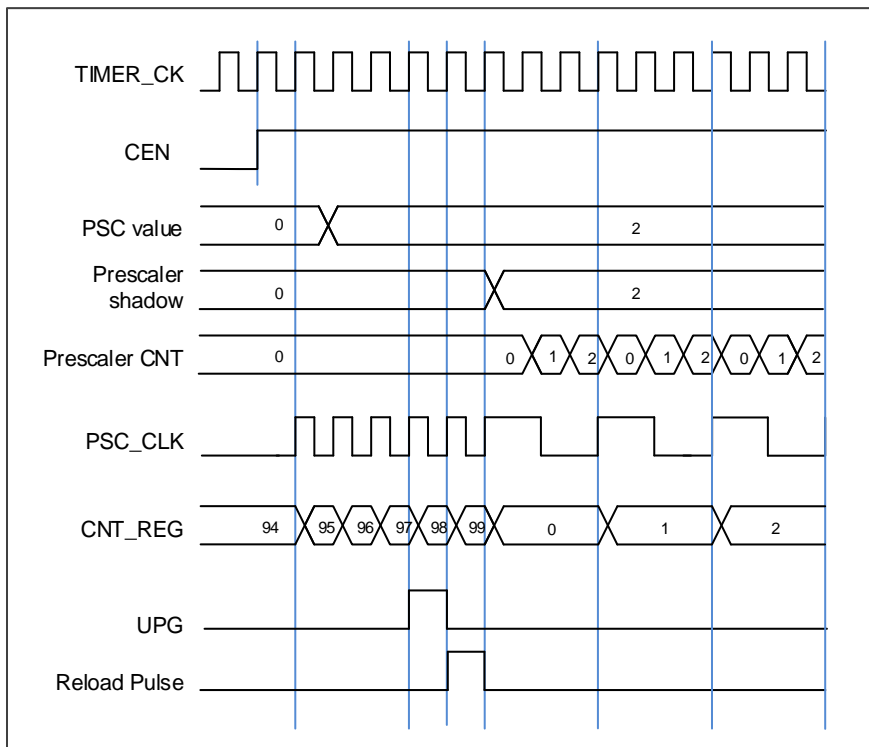 TIMER_CK
CEN
PSC value 0 2
Prescaler
shadow 0 2
Prescaler CNT 0 0 1 2 0 1 2 0 1 2
PSC_CLK
CNT_REG 94 95 96 97 98 99 0 1 2
UPG
Reload Pulse